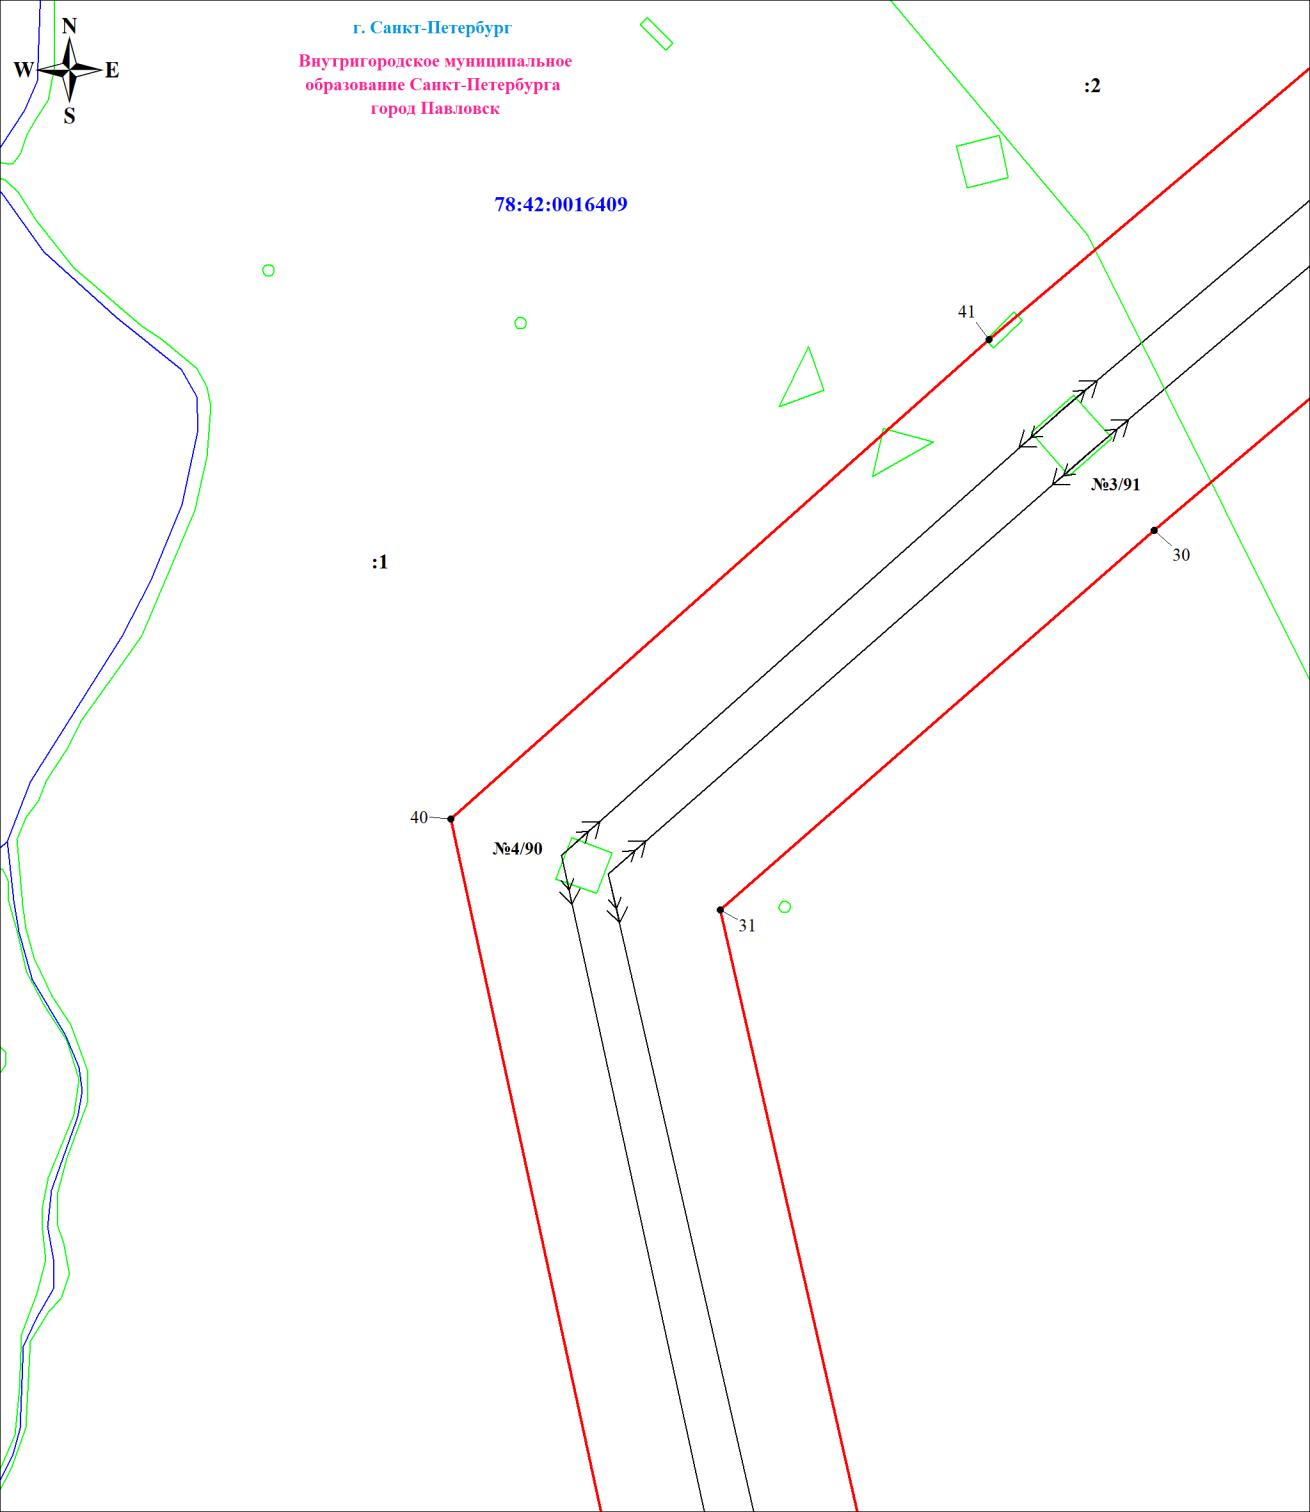 N
W E
S
г. Санкт-Петербург
Внутригородское муниципальное
образование Санкт-Петербурга
город Павловск
:2
78:42:0016409
41
№3/91
30
:1
40
№4/90
31